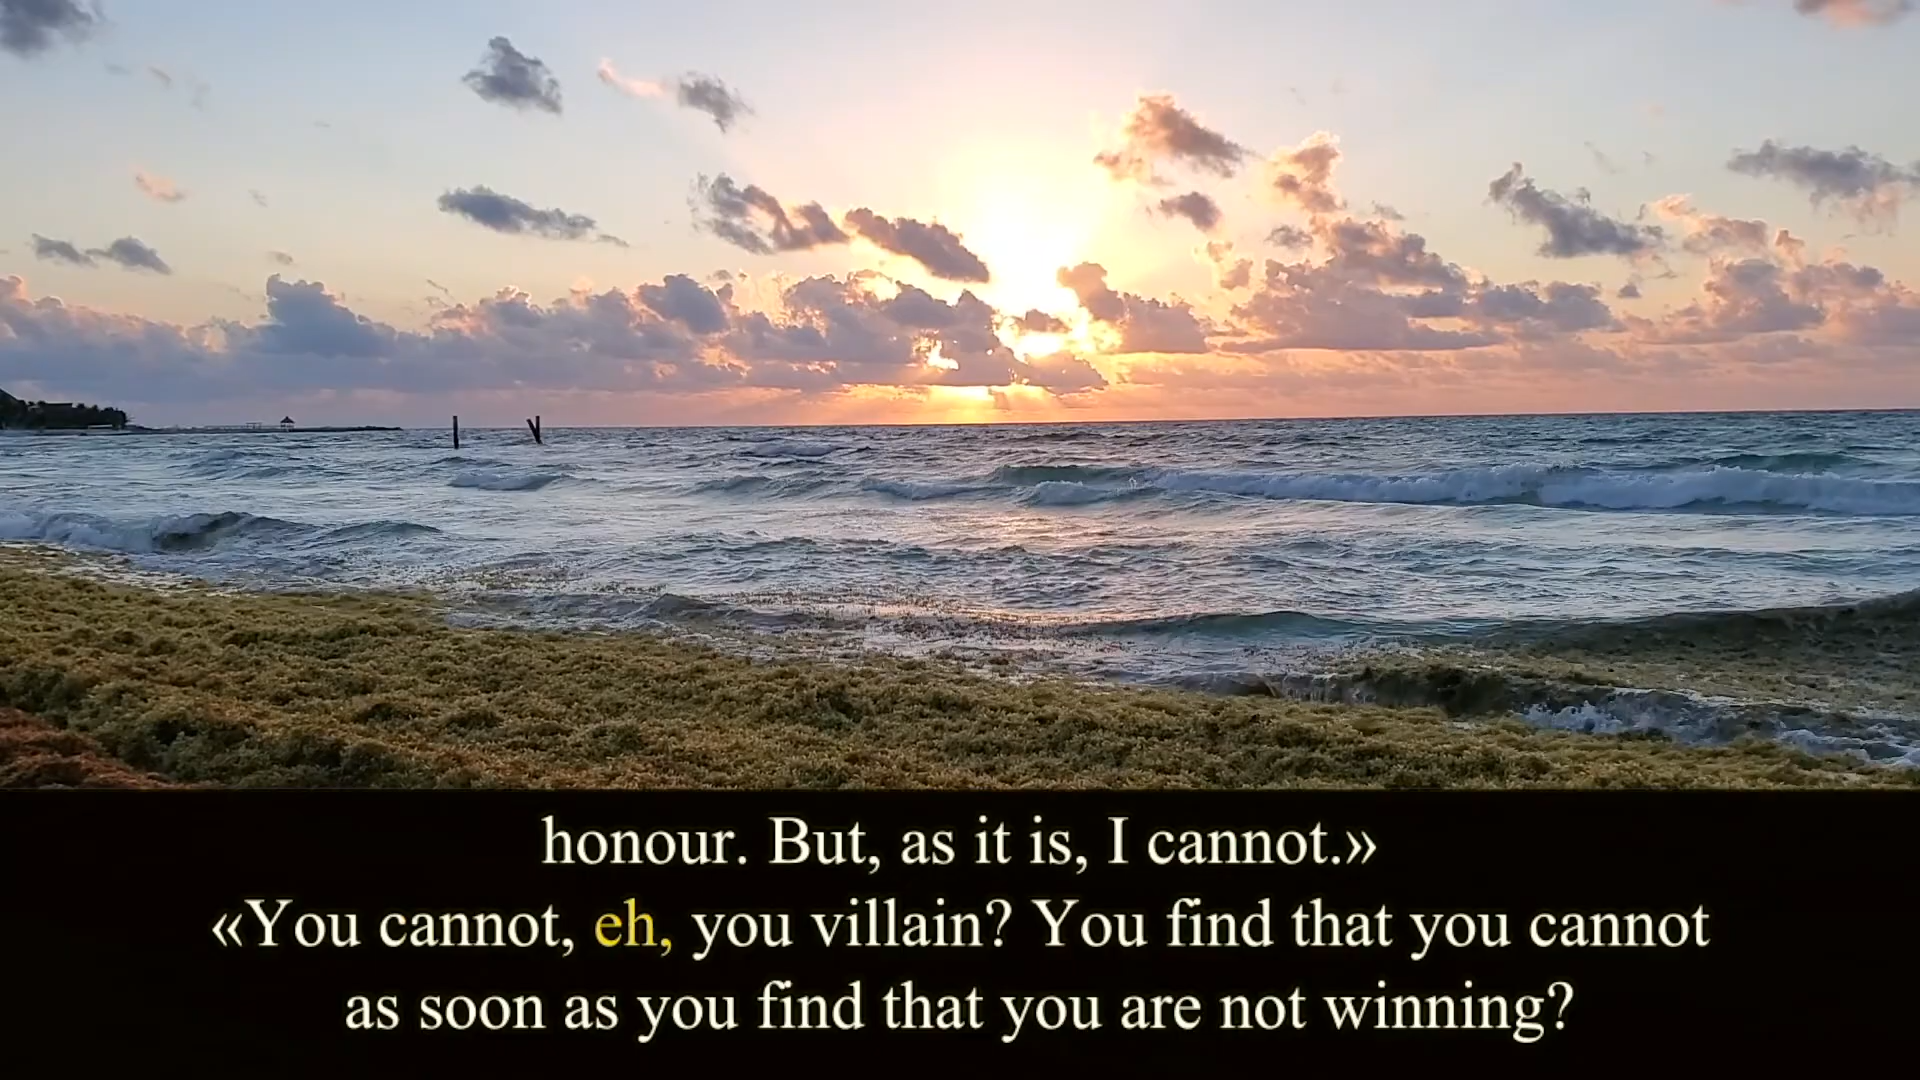 honour. But, as it is, I cannot.»
«You cannot, eh, you villain? You find that you cannot
as soon as you find that you are not winning?